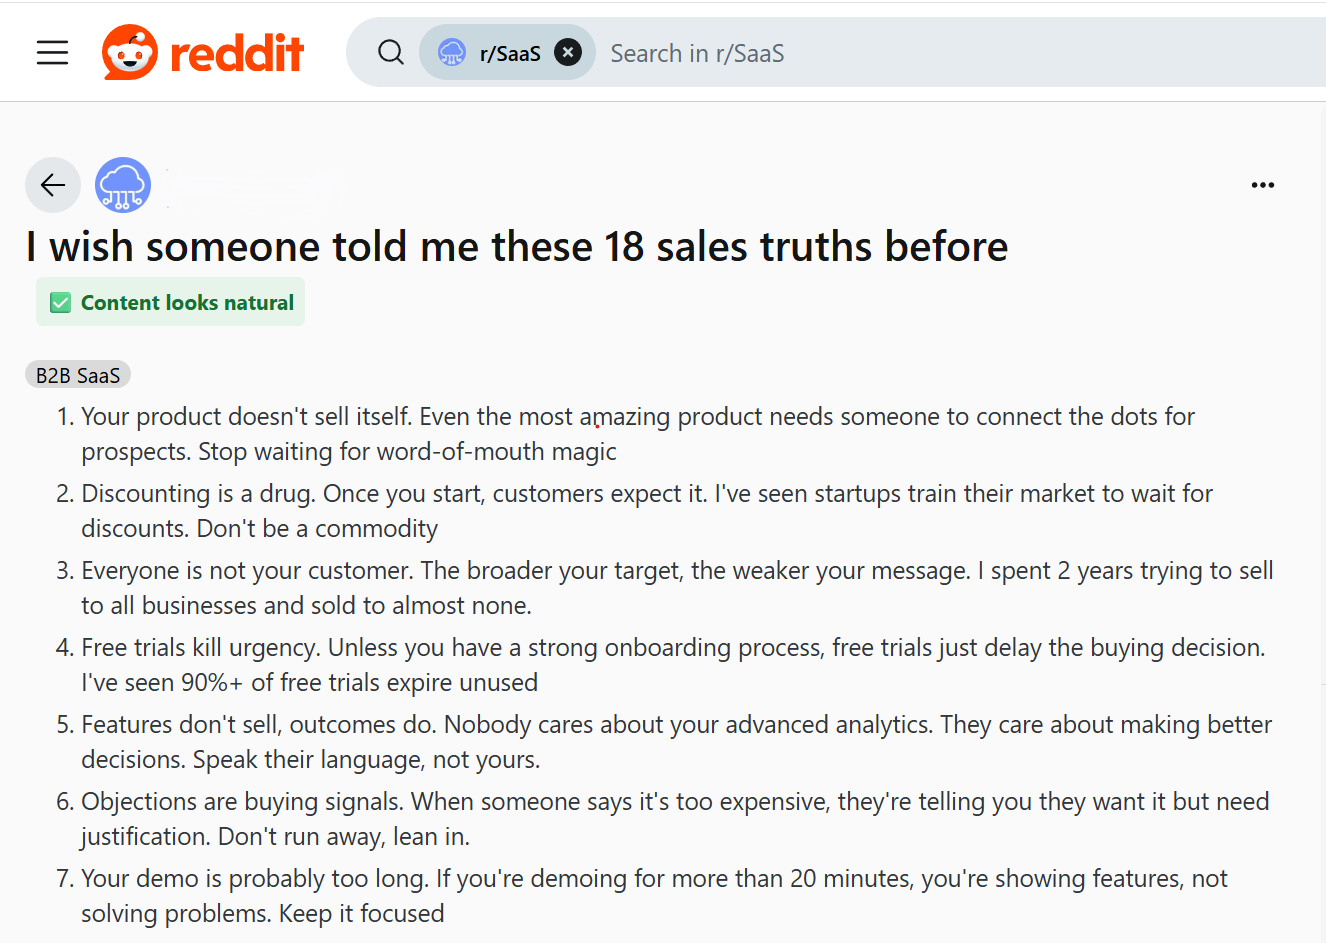 reddit
r/SaaS
Search in r/SaaS
I wish someone told me these 18 sales truths before
Content looks natural
B2B SaaS
1. Your product doesn't sell itself. Even the most amazing product needs someone to connect the dots for
prospects. Stop waiting for word-of-mouth magic
2. Discounting is a drug. Once you start, customers expect it. I've seen startups train their market to wait for
discounts. Don't be a commodity
3. Everyone is not your customer. The broader your target, the weaker your message. I spent 2 years trying to sell
to all businesses and sold to almost none.
4. Free trials kill urgency. Unless you have a strong onboarding process, free trials just delay the buying decision.
I've seen 90%+ of free trials expire unused
5. Features don't sell, outcomes do. Nobody cares about your advanced analytics. They care about making better
decisions. Speak their language, not yours.
6. Objections are buying signals. When someone says it's too expensive, they're telling you they want it but need
justification. Don't run away, lean in.
7. Your demo is probably too long. If you're demoing for more than 20 minutes, you're showing features, not
solving problems. Keep it focused